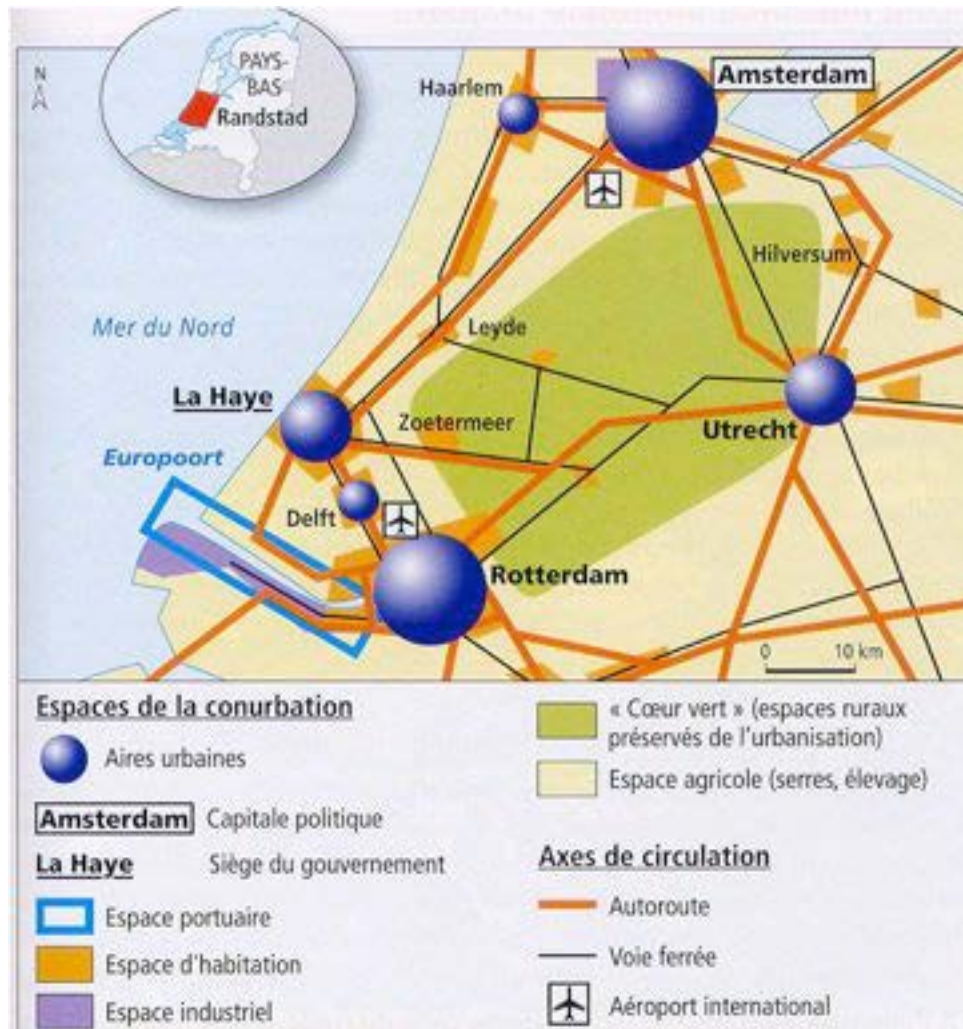 PAYS-
BAS
Randstad
N
Haarlem
Amsterdam
Hilversum
Mer du Nord
Leyde
La Haye
Zoetermeer
Utrecht
Europoort
Delft
Rotterdam
0 10 km
Espaces de la conurbation
Aires urbaines
Amsterdam Capitale politique
La Haye Siège du gouvernement
Espace portuaire
Espace d'habitation
Espace industriel
« Cœur vert » (espaces ruraux
préservés de l'urbanisation)
Espace agricole (serres, élevage)
Axes de circulation
Autoroute
Voie ferrée
Aéroport international